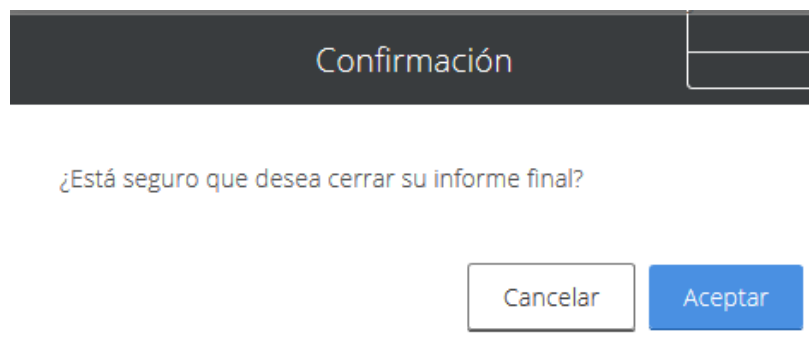 Confirmación
¿Está seguro que desea cerrar su informe final?
Cancelar
Aceptar